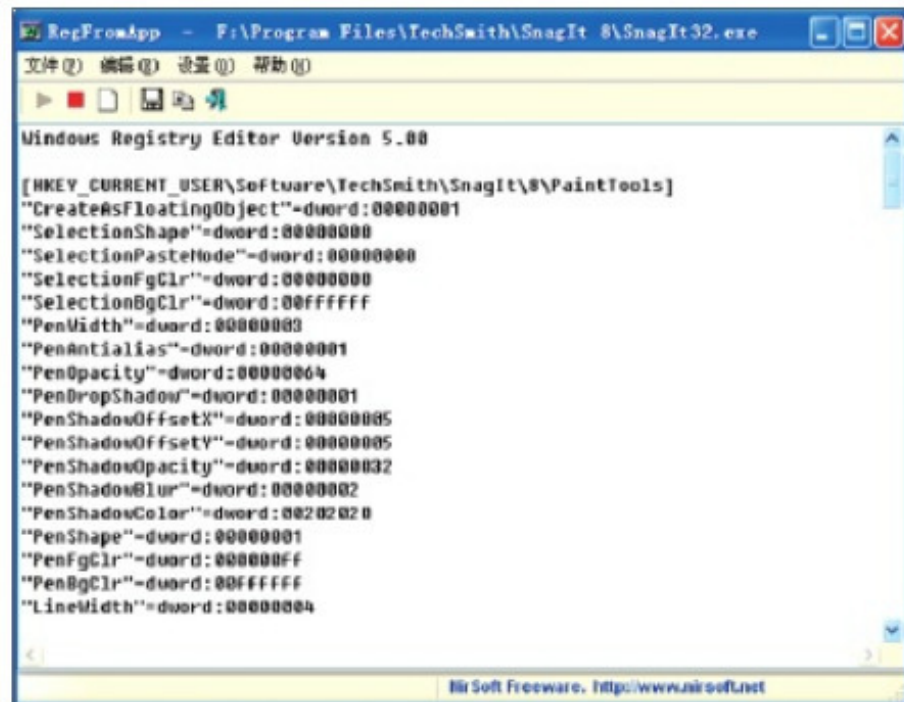 RegFromApp - F:\Program Files\TechSmith\SnagIt 8\SnagIt32.exe
文件(F) 编辑(E) 设置(O) 帮助(H)
Windows Registry Editor Version 5.00
[HKEY_CURRENT_USER\Software\TechSmith\SnagIt\8\PaintTools]
"CreateAsFloatingObject"=dword:00000001
"SelectionShape"=dword:00000000
"SelectionPasteMode"=dword:00000000
"SelectionFgClr"=dword:00000000
"SelectionBgClr"=dword:00ffffff
"PenWidth"=dword:00000003
"PenAntialias"=dword:00000001
"PenOpacity"=dword:00000064
"PenDropShadow"=dword:00000001
"PenShadowOffsetX"=dword:00000005
"PenShadowOffsetY"=dword:00000005
"PenShadowOpacity"=dword:00000032
"PenShadowBlur"=dword:00000002
"PenShadowColor"=dword:00202020
"PenShape"=dword:00000001
"PenFgClr"=dword:000000ff
"PenBgClr"=dword:00ffffff
"LineWidth"=dword:00000004
NirSoft Freeware. http://www.nirsoft.net